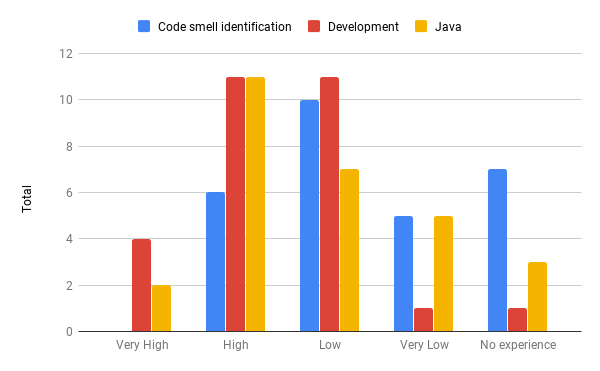 Code smell identification Development Java
12
10
8
6
4
2
0
Total
Very High High Low Very Low No experience